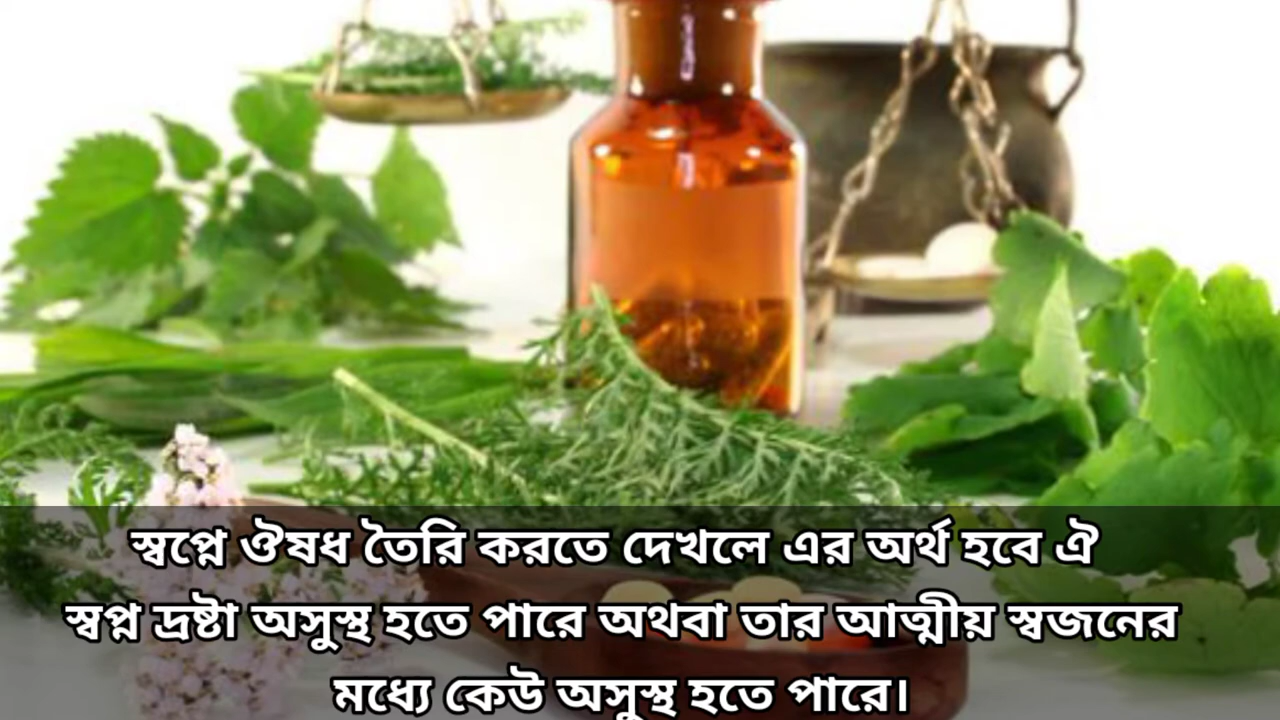 স্বপ্নে ঔষধ তৈরি করতে দেখলে এর অর্থ হবে ঐ
স্বপ্ন দ্রষ্টা অসুস্থ হতে পারে অথবা তার আত্মীয় স্বজনের
মধ্যে কেউ অসুস্থ হতে পারে।